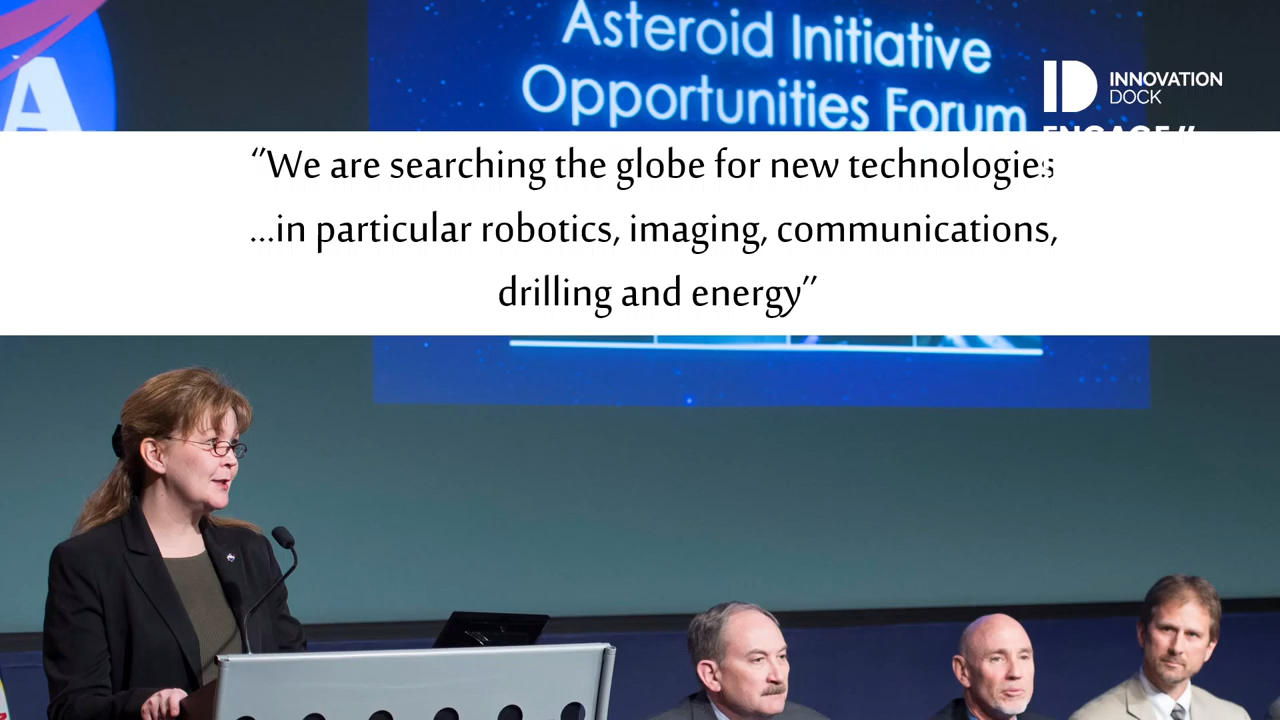 Asteroid Initiative
Opportunities Forum
A
INNOVATION
DOCK
ENGAGE //
‘‘We are searching the globe for new technologies
...in particular robotics, imaging, communications,
drilling and energy’’